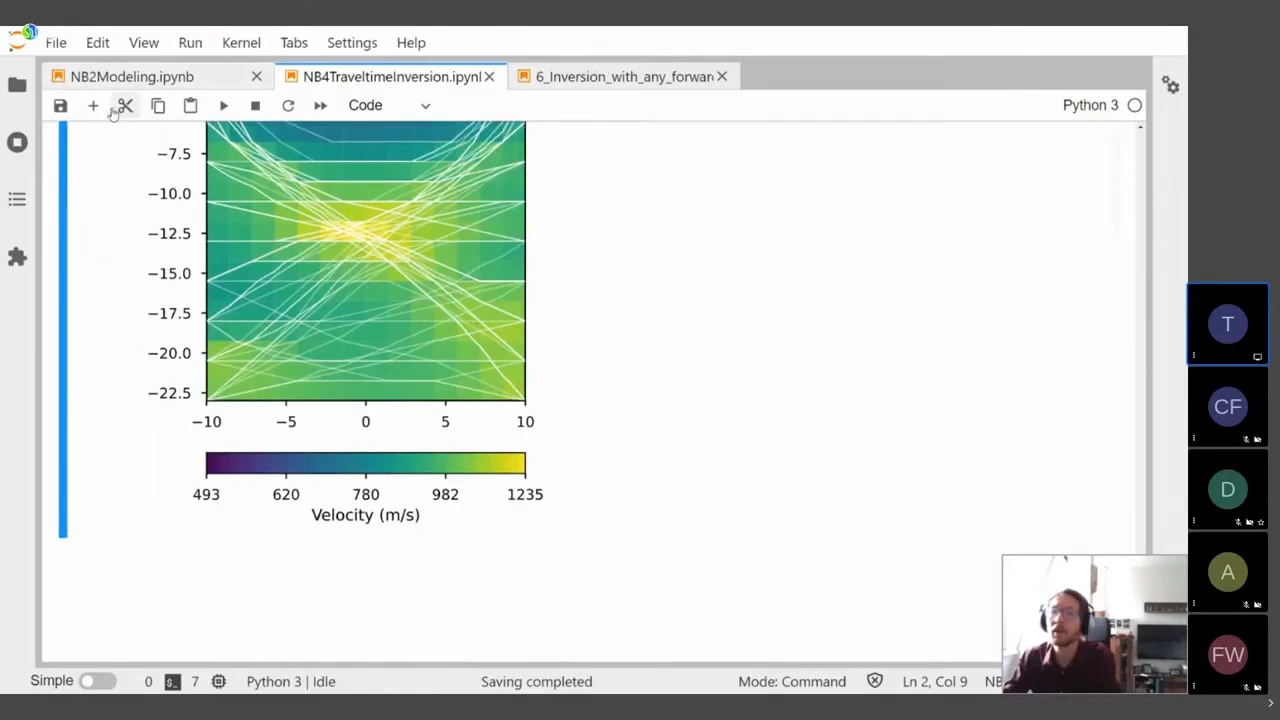 File Edit View Run Kernel Tabs Settings Help
NB2Modeling.ipynb
NB4TraveltimeInversion.ipynl
6_Inversion_with_any_forwar
Code
Python 3
−7.5
−10.0
−12.5
−15.0
−17.5
−20.0
−22.5
−10 −5 0 5 10
493 620 780 982 1235
Velocity (m/s)
T
CF
D
A
FW
Simple 0 $_ 7 Python 3 | Idle Saving completed Mode: Command Ln 2, Col 9 NB